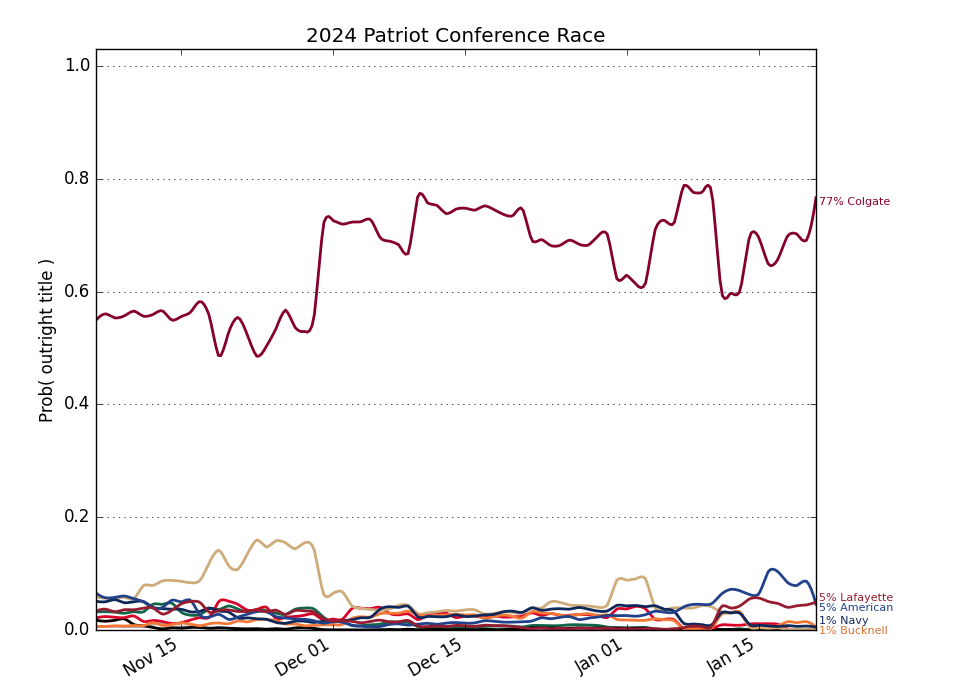 2024 Patriot Conference Race
Prob( outright title )
1.0
0.8
0.6
0.4
0.2
0.0
Nov 15
Dec 01
Dec 15
Jan 01
Jan 15
77% Colgate
5% Lafayette
5% American
1% Navy
1% Bucknell